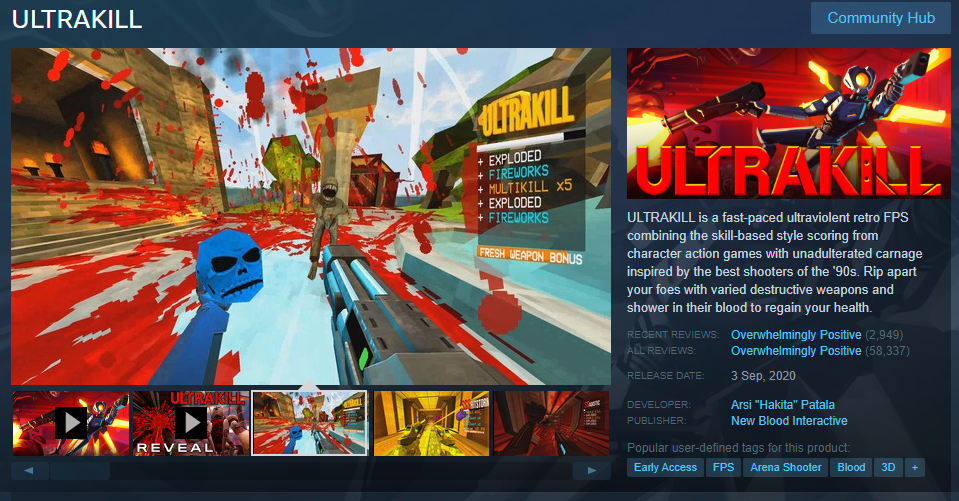 ULTRAKILL
Community Hub
ULTRAKILL
+ EXPLODED
+ FIREWORKS
+ MULTIKILL x5
+ EXPLODED
+ FIREWORKS
FRESH WEAPON BONUS
ULTRAKILL
ULTRAKILL is a fast-paced ultraviolent retro FPS
combining the skill-based style scoring from
character action games with unadulterated carnage
inspired by the best shooters of the '90s. Rip apart
your foes with varied destructive weapons and
shower in their blood to regain your health.
RECENT REVIEWS: Overwhelmingly Positive (2,949)
ALL REVIEWS: Overwhelmingly Positive (58,337)
RELEASE DATE: 3 Sep, 2020
DEVELOPER: Arsi "Hakita" Patala
PUBLISHER: New Blood Interactive
Popular user-defined tags for this product:
Early Access FPS Arena Shooter Blood 3D +
ULTRAKILL
REVEAL
ULTRAKILL